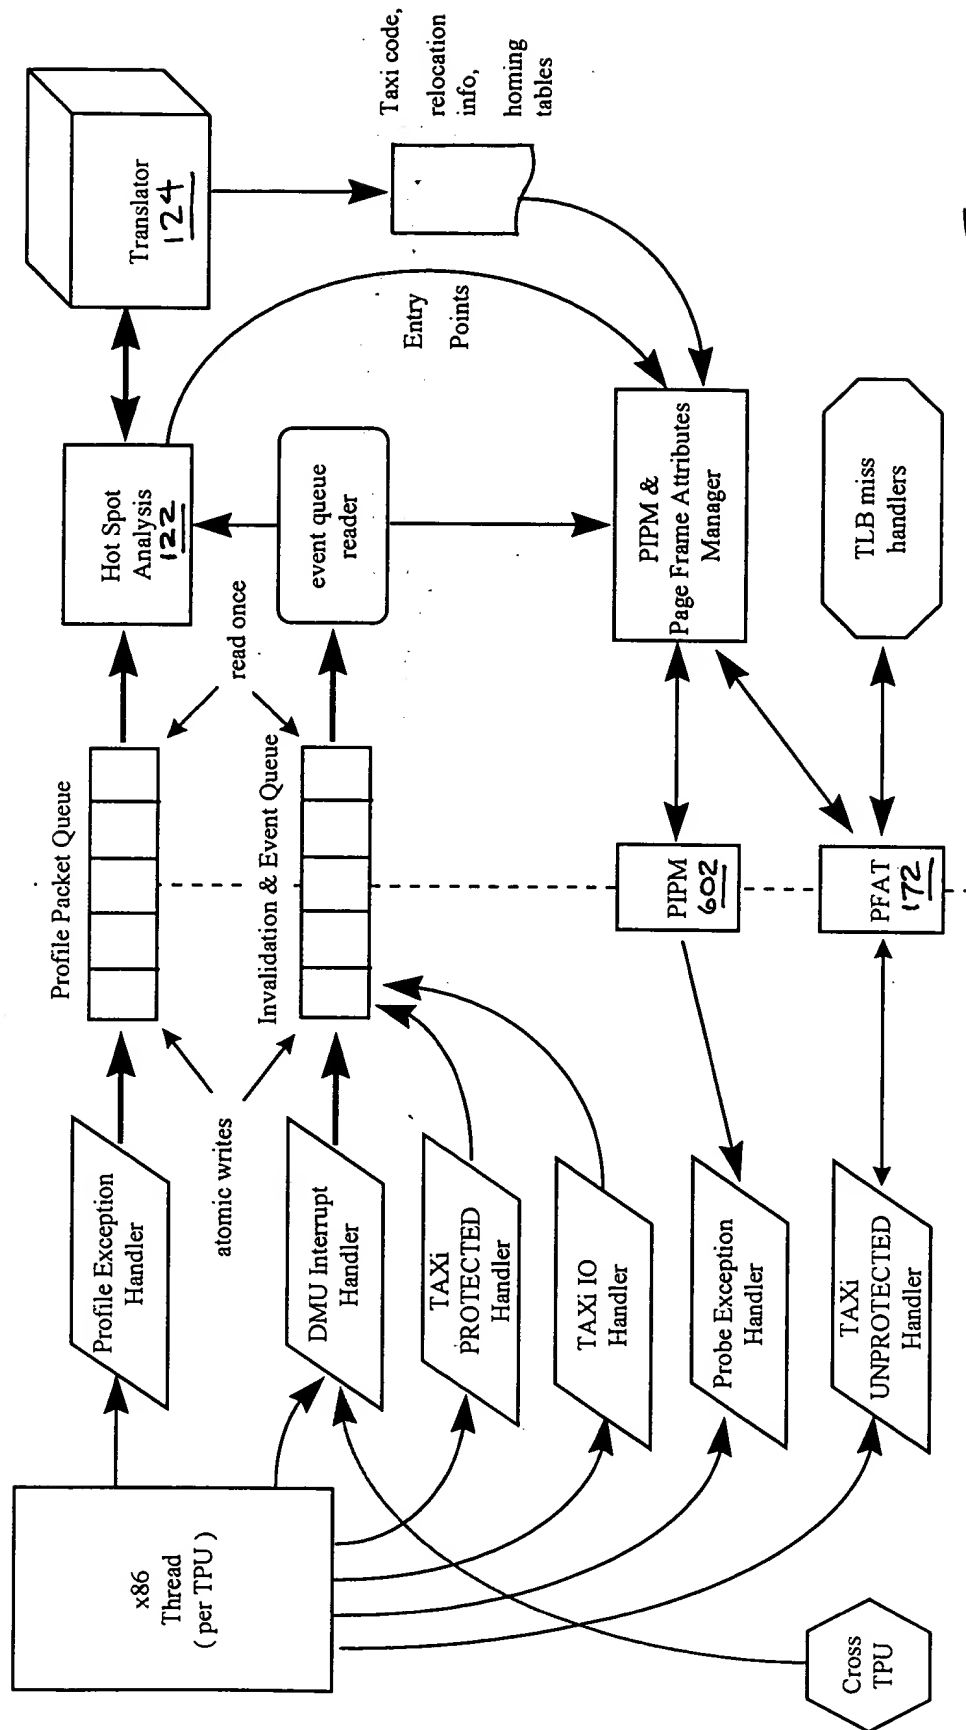 x86
Thread
( per TPU )
Cross
TPU
Profile Exception
Handler
DMU Interrupt
Handler
TAXi
PROTECTED
Handler
TAXi IO
Handler
Probe Exception
Handler
TAXi
UNPROTECTED
Handler
atomic writes
Profile Packet Queue
Invalidation & Event Queue
read once
PIPM
602
PFAT
172
Hot Spot
Analysis
122
event queue
reader
PIPM &
Page Frame Attributes
Manager
TLB miss
handlers
Translator
124
Entry
Points
Taxi code,
relocation
info,
homing
tables